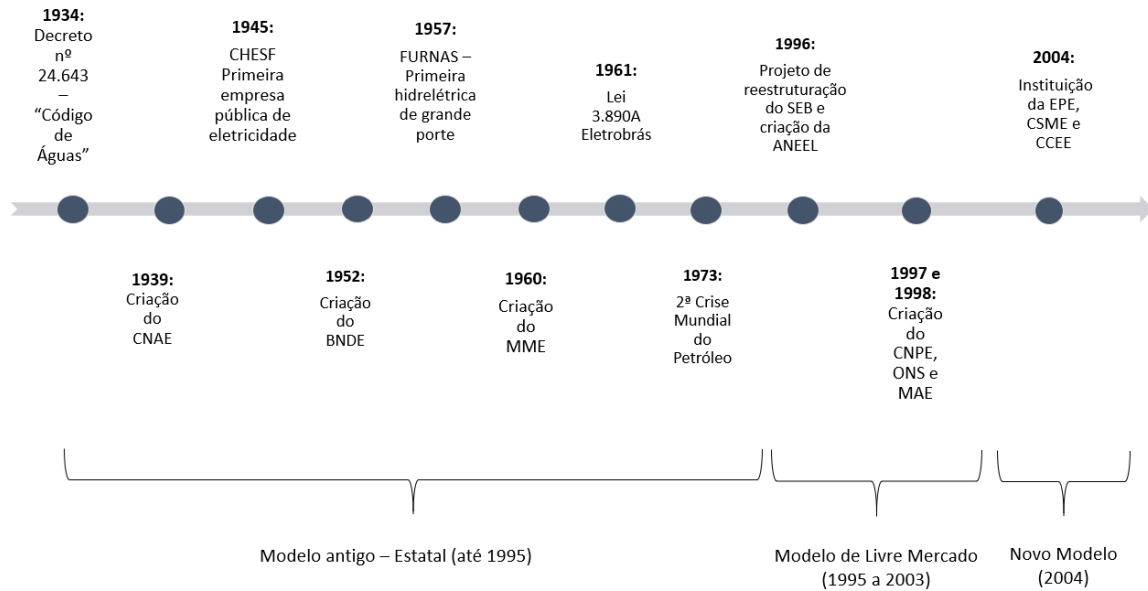 1934:
Decreto
nº
24.643
–
“Código
de
Águas”
1939:
Criação
do
CNAE
1945:
CHESF
Primeira
empresa
pública de
eletricidade
1952:
Criação
do
BNDE
1957:
FURNAS –
Primeira
hidrelétrica
de grande
porte
1960:
Criação
do
MME
1961:
Lei
3.890A
Eletrobrás
1973:
2ª Crise
Mundial
do
Petróleo
1996:
Projeto de
reestruturação
do SEB e
criação da
ANEEL
1997 e
1998:
Criação
do
CNPE,
ONS e
MAE
2004:
Instituição
da EPE,
CSME e
CCEE
Modelo antigo – Estatal (até 1995)
Modelo de Livre Mercado
(1995 a 2003)
Novo Modelo
(2004)